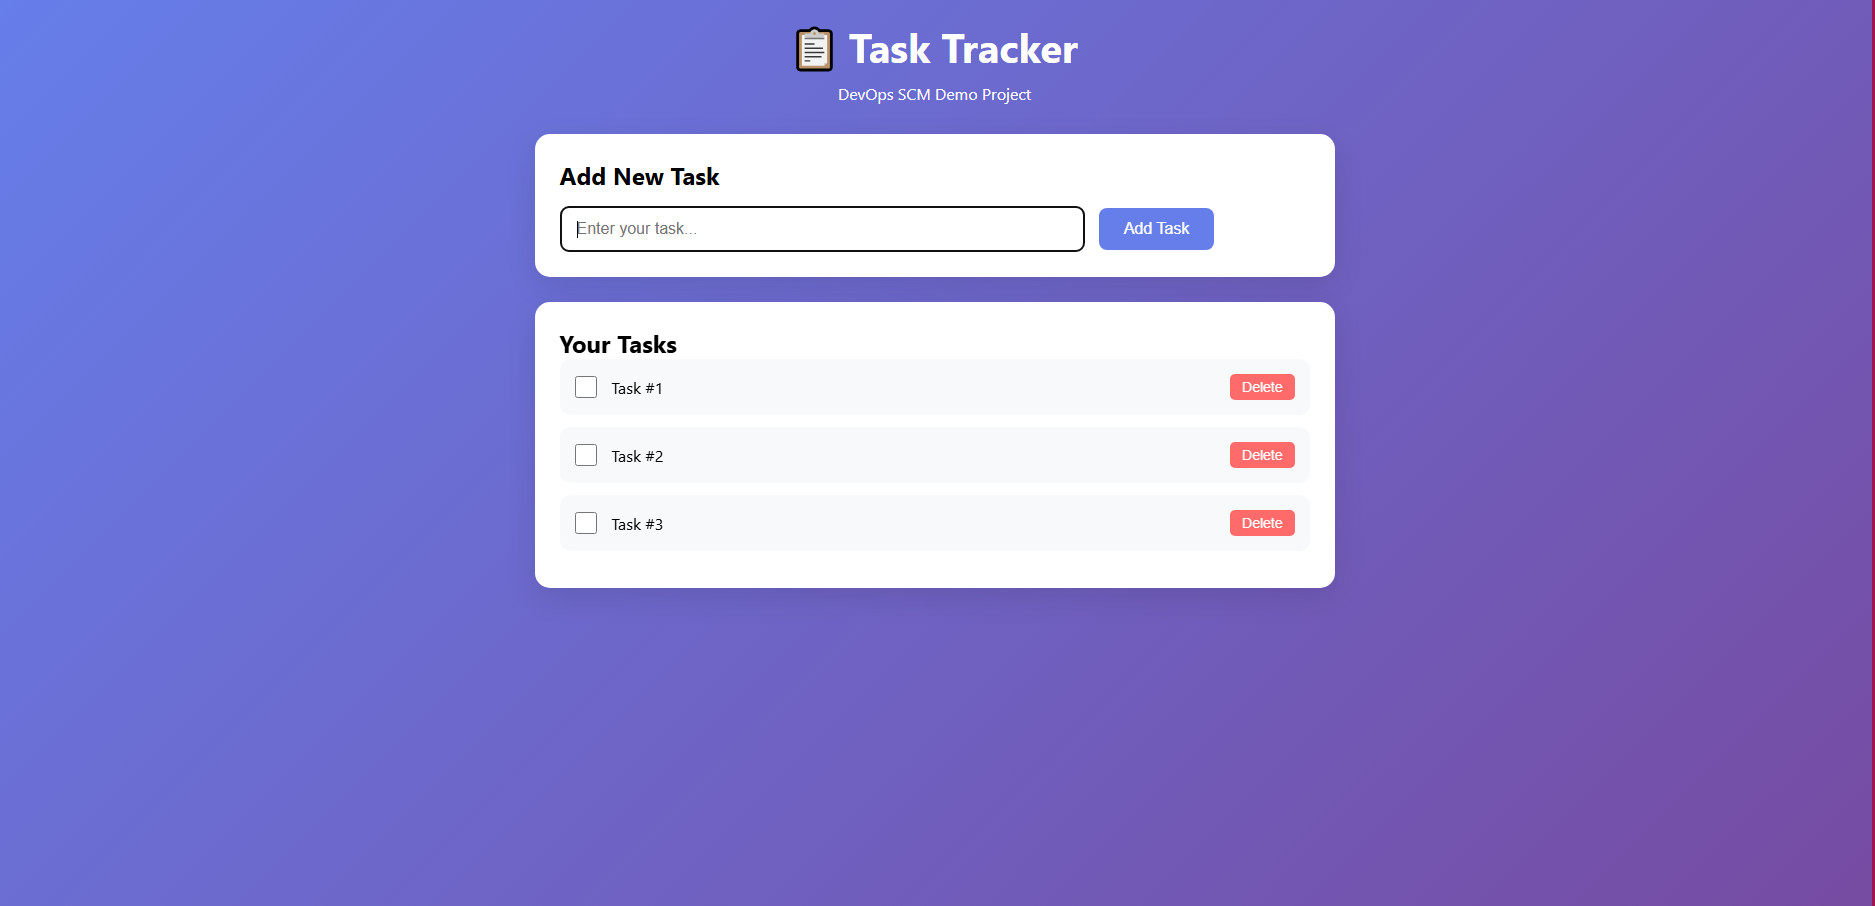 Task Tracker
DevOps SCM Demo Project
Add New Task
Enter your task...
Add Task
Your Tasks
Task #1
Delete
Task #2
Delete
Task #3
Delete